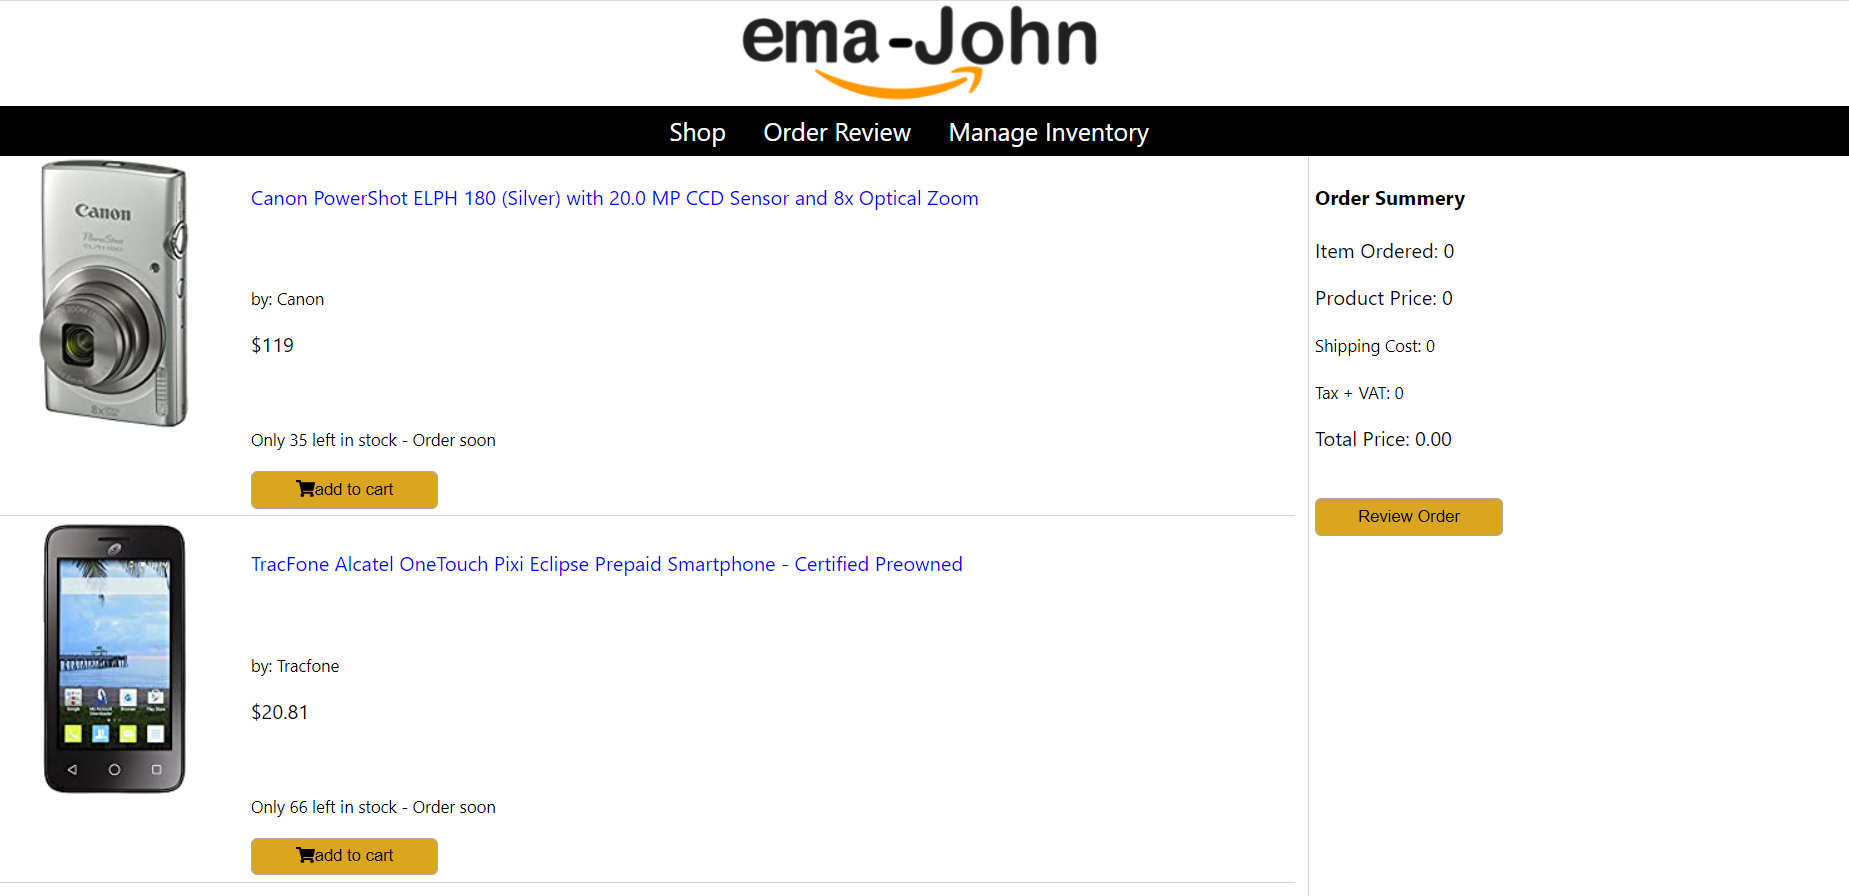 ema-John
Shop Order Review Manage Inventory
Canon
PowerShot
ELPH 180
8x
Canon PowerShot ELPH 180 (Silver) with 20.0 MP CCD Sensor and 8x Optical Zoom
by: Canon
$119
Only 35 left in stock - Order soon
add to cart
TracFone Alcatel OneTouch Pixi Eclipse Prepaid Smartphone - Certified Preowned
by: Tracfone
$20.81
Only 66 left in stock - Order soon
add to cart
Order Summery
Item Ordered: 0
Product Price: 0
Shipping Cost: 0
Tax + VAT: 0
Total Price: 0.00
Review Order